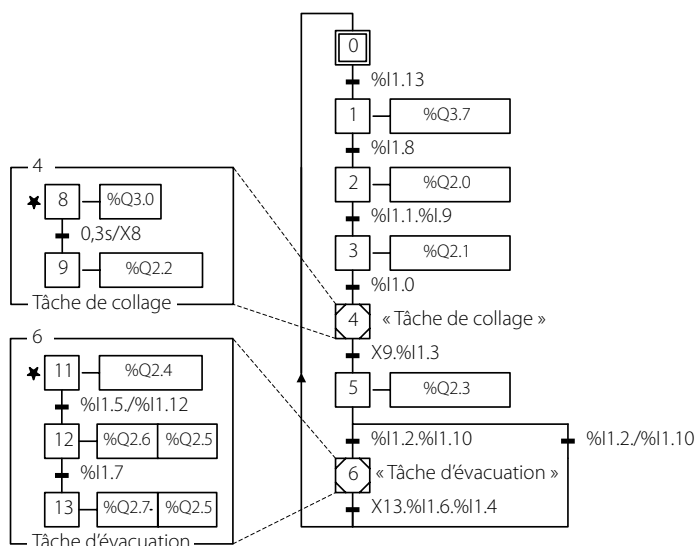 0
%I1.13
1 %Q3.7
%I1.8
2 %Q2.0
%I1.1.%I.9
3 %Q2.1
%I1.0
4 « Tâche de collage »
X9.%I1.3
5 %Q2.3
%I1.2.%I1.10 %I1.2./%I1.10
6 « Tâche d'évacuation »
X13.%I1.6.%I1.4
4
8 %Q3.0
0,3s/X8
9 %Q2.2
Tâche de collage
6
11 %Q2.4
%I1.5./%I1.12
12 %Q2.6 %Q2.5
%I1.7
13 %Q2.7- %Q2.5
Tâche d'évacuation